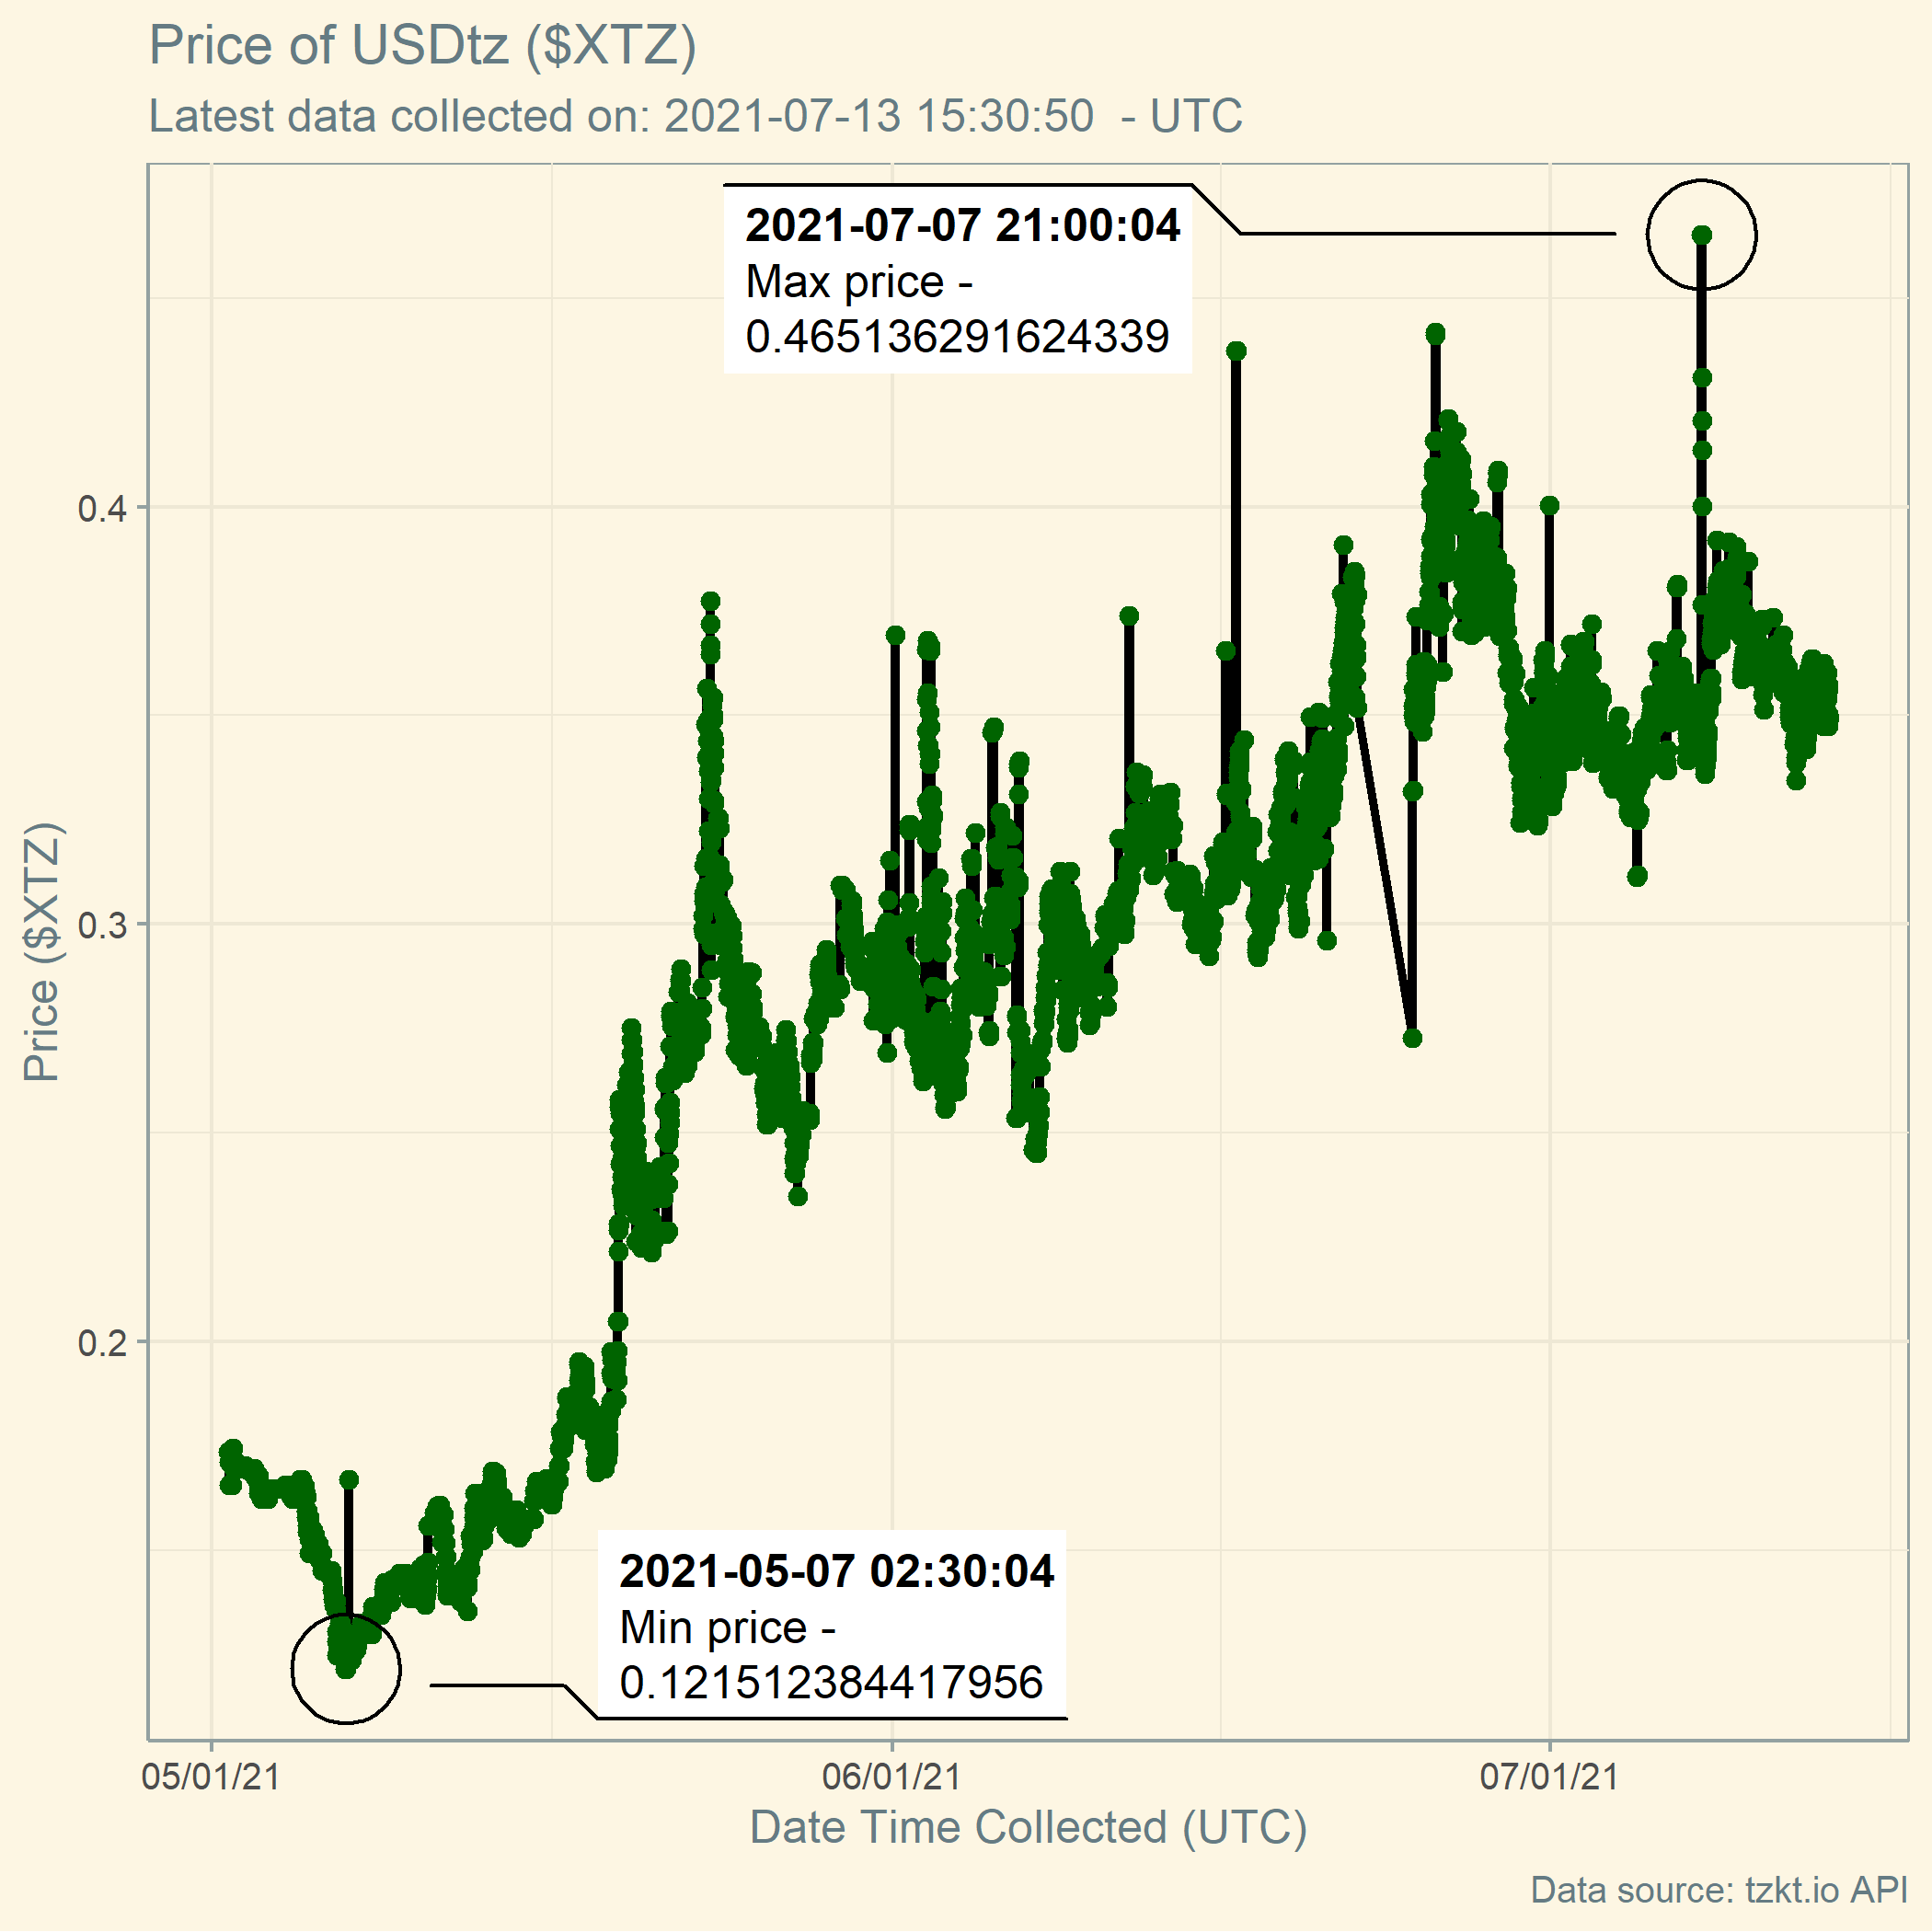 Price of USDtz ($XTZ)
Latest data collected on: 2021-07-13 15:30:50  - UTC
2021-07-07 21:00:04
Max price -
0.465136291624339
0.4
0.3
0.2
Price ($XTZ)
2021-05-07 02:30:04
Min price -
0.121512384417956
05/01/21
06/01/21
07/01/21
Date Time Collected (UTC)
Data source: tzkt.io API